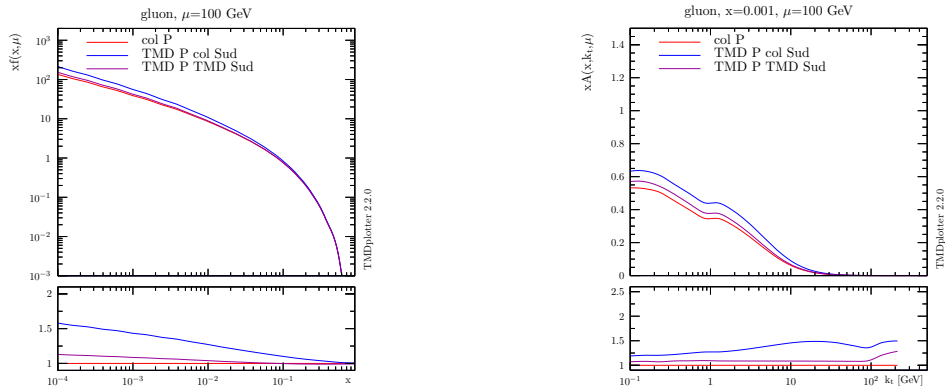 gluon, μ=100 GeV
xf(x,μ)
10³
10²
10
1
10⁻¹
10⁻²
10⁻³
col P
TMD P col Sud
TMD P TMD Sud
TMDplotter 2.2.0
2
1.5
1
10⁻⁴ 10⁻³ 10⁻² 10⁻¹ x
gluon, x=0.001, μ=100 GeV
xA(x,kₜ,μ)
1.4
1.2
1
0.8
0.6
0.4
0.2
0
col P
TMD P col Sud
TMD P TMD Sud
TMDplotter 2.2.0
2.5
2
1.5
1
10⁻¹ 1 10 10² kₜ [GeV]